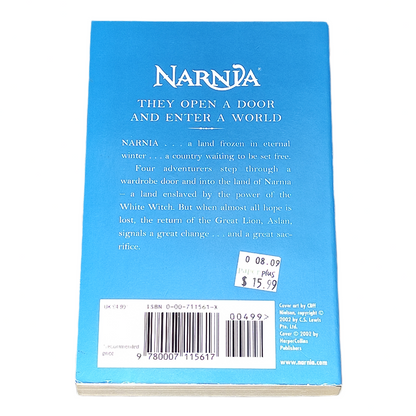 NARNIA®
THEY OPEN A DOOR
AND ENTER A WORLD
NARNIA . . . a land frozen in eternal
winter . . . a country waiting to be set free.
Four adventurers step through a
wardrobe door and into the land of Narnia
– a land enslaved by the power of the
White Witch. But when almost all hope is
lost, the return of the Great Lion, Aslan,
signals a great change . . . and a great sac-
rifice.
0 08.09
plus
$ 15.99
ISBN 0-00-711561-X
00499>
9 780007 115617
Cover art by Cliff
Nielsen, copyright ©
2002 by C.S. Lewis
Pte. Ltd.
Cover © 2002 by
HarperCollins
Publishers
www.narnia.com